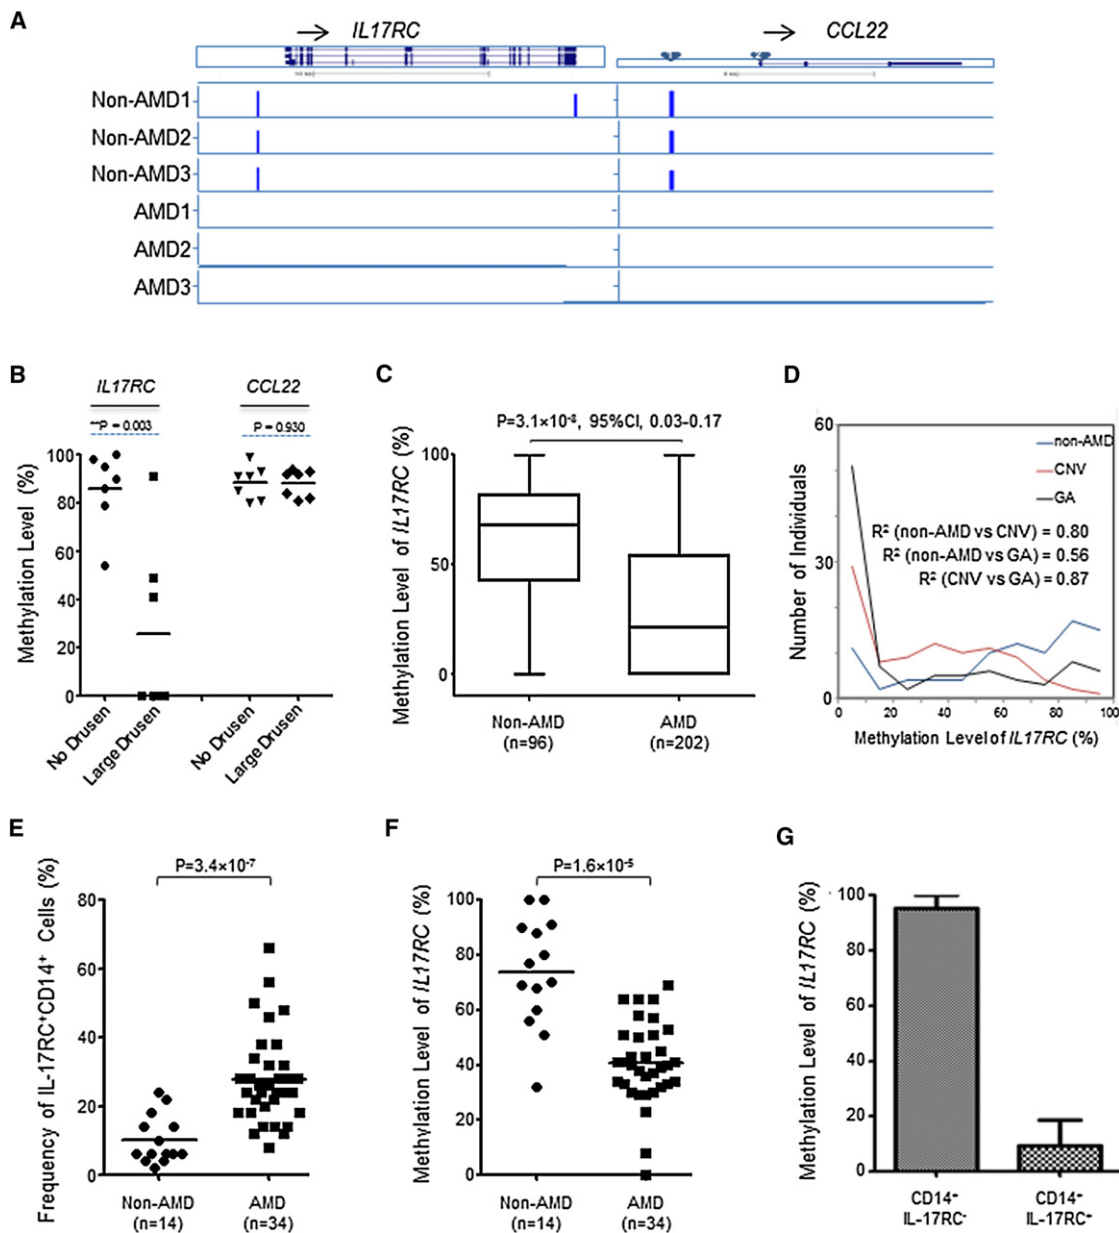 A
IL17RC
CCL22
Non-AMD1
Non-AMD2
Non-AMD3
AMD1
AMD2
AMD3
B
IL17RC
CCL22
**P = 0.003
P = 0.930
Methylation Level (%)
100
80
60
40
20
0
No Drusen
Large Drusen
No Drusen
Large Drusen
C
P=3.1×10⁻⁸, 95%CI, 0.03-0.17
Methylation Level of IL17RC (%)
100
50
0
Non-AMD
(n=96)
AMD
(n=202)
D
60
30
0
Number of Individuals
non-AMD
CNV
GA
R² (non-AMD vs CNV) = 0.80
R² (non-AMD vs GA) = 0.56
R² (CNV vs GA) = 0.87
0 20 40 60 80 100
Methylation Level of IL17RC (%)
E
P=3.4×10⁻⁷
Frequency of IL-17RC⁺CD14⁺ Cells (%)
80
60
40
20
0
Non-AMD
(n=14)
AMD
(n=34)
F
P=1.6×10⁻⁵
Methylation Level of IL17RC (%)
100
80
60
40
20
0
Non-AMD
(n=14)
AMD
(n=34)
G
Methylation Level of IL17RC (%)
100
80
60
40
20
0
CD14⁺
IL-17RC⁻
CD14⁺
IL-17RC⁺